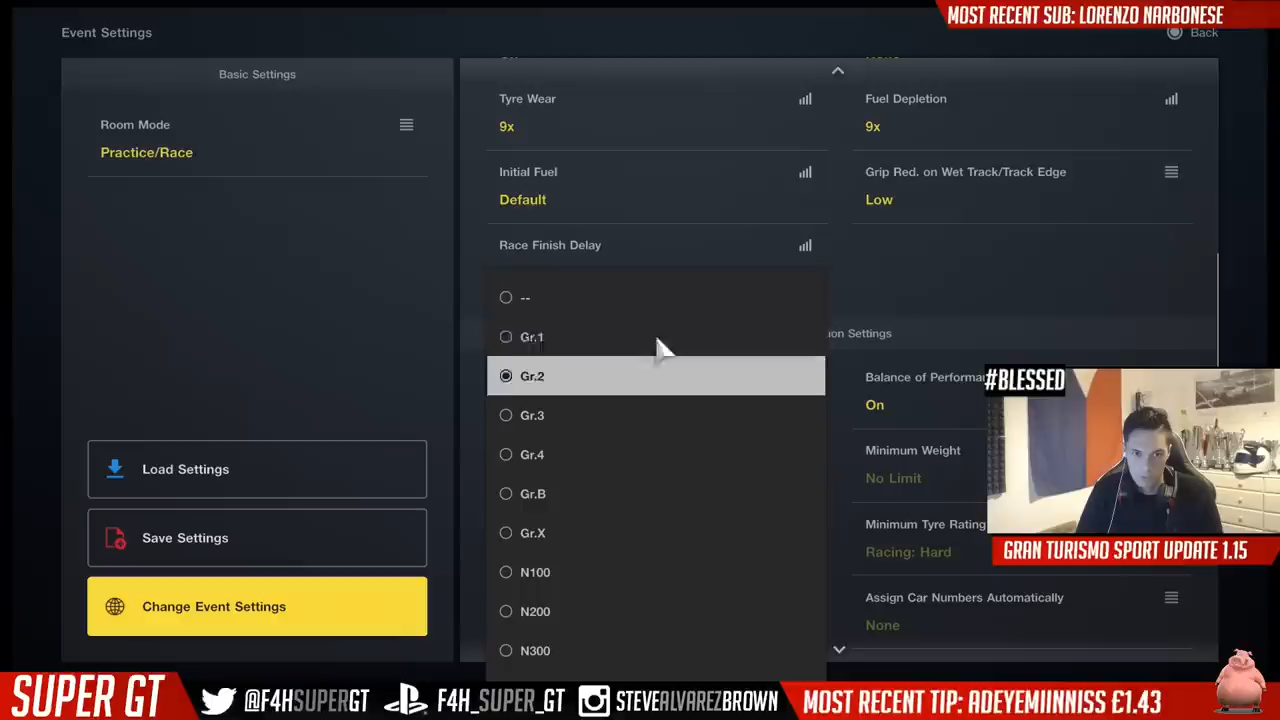 MOST RECENT SUB: LORENZO NARBONESE
Event Settings
Back
Basic Settings
Room Mode
Practice/Race
Load Settings
Save Settings
Change Event Settings
Tyre Wear
9x
Fuel Depletion
9x
Initial Fuel
Default
Grip Red. on Wet Track/Track Edge
Low
Race Finish Delay
--
Gr.1
Gr.2
Gr.3
Gr.4
Gr.B
Gr.X
N100
N200
N300
on Settings
Balance of Performa
On
Minimum Weight
No Limit
Minimum Tyre Rating
Racing: Hard
Assign Car Numbers Automatically
None
#BLESSED
GRAN TURISMO SPORT UPDATE 1.15
SUPER GT
@F4HSUPERGT
F4H_SUPER_GT
STEVEALVAREZBROWN
MOST RECENT TIP: ADEYEMIINNISS £1.43